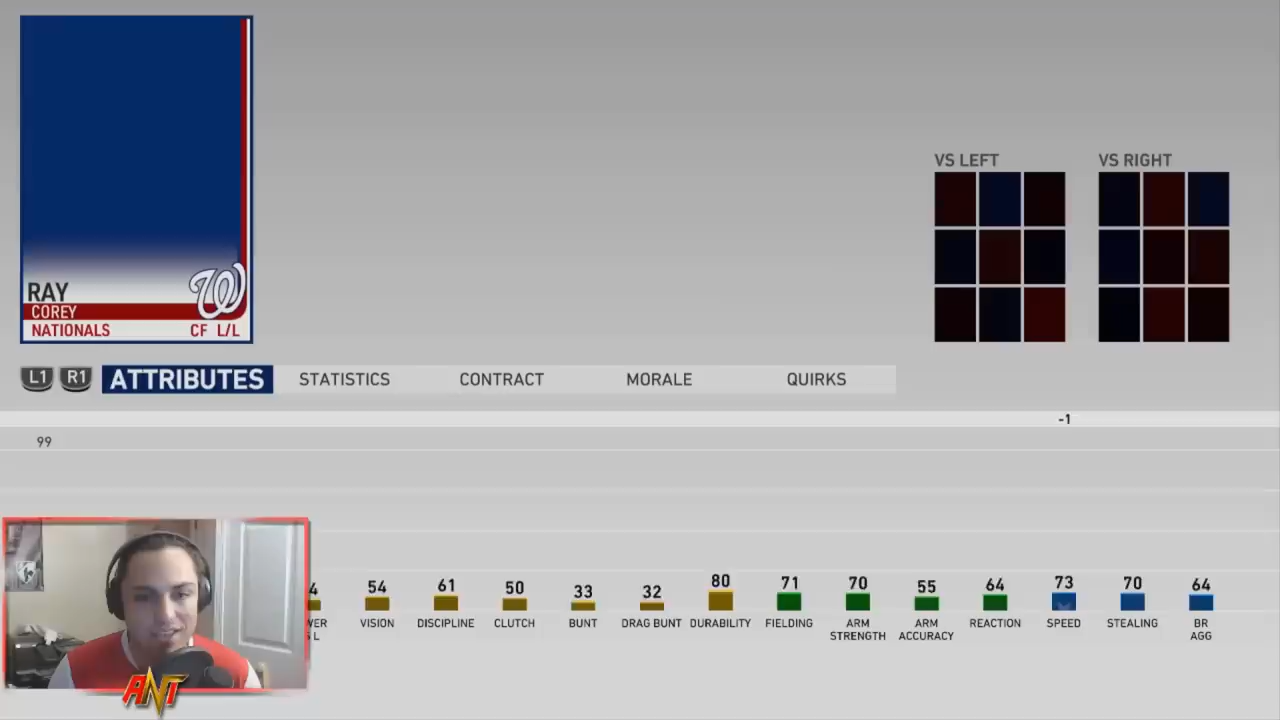 VS LEFT
VS RIGHT
RAY
COREY
NATIONALS CF L/L
L1 R1 ATTRIBUTES STATISTICS CONTRACT MORALE QUIRKS
-1
99
4 54 61 50 33 32 80 71 70 55 64 73 70 64
VISION DISCIPLINE CLUTCH BUNT DRAG BUNT DURABILITY FIELDING ARM STRENGTH ARM ACCURACY REACTION SPEED STEALING BR AGG
ANT